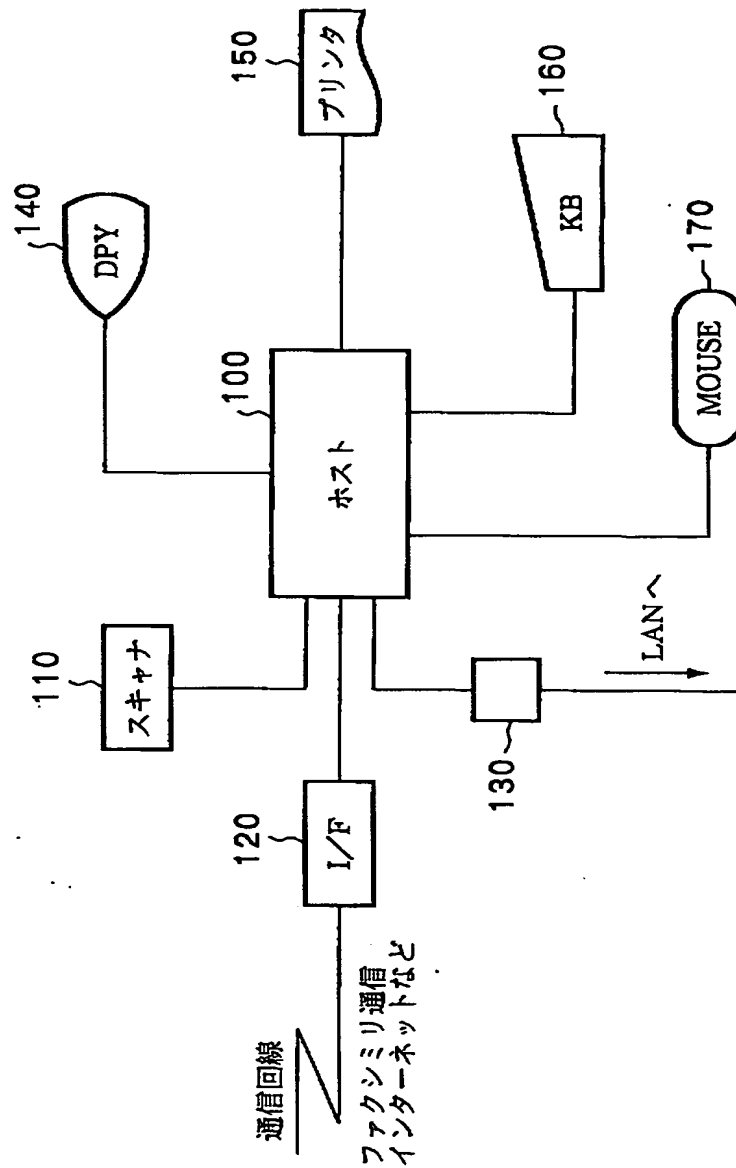 通信回線
ファクシミリ通信
インターネットなど
120
I/F
110
スキャナ
130
LANへ
100
ホスト
140
DPY
150
プリンタ
160
KB
170
MOUSE